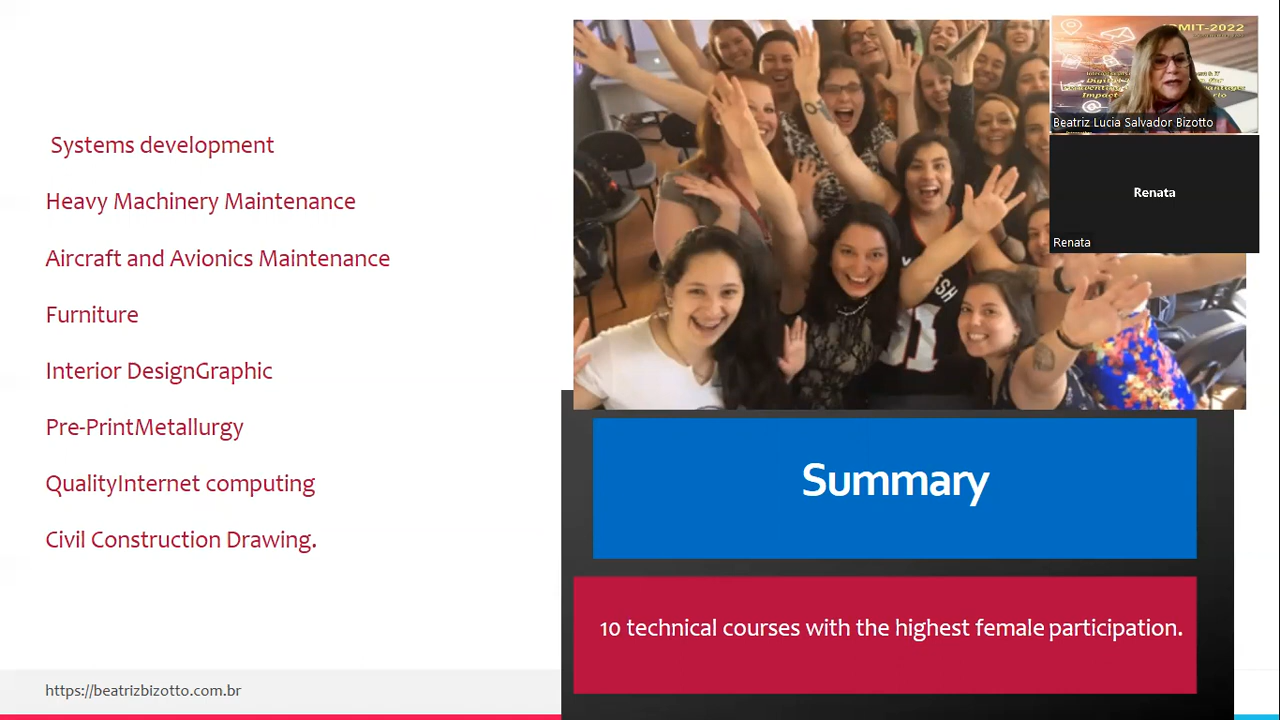 Systems development
Heavy Machinery Maintenance
Aircraft and Avionics Maintenance
Furniture
Interior DesignGraphic
Pre-PrintMetallurgy
QualityInternet computing
Civil Construction Drawing.
https://beatrizbizotto.com.br
Summary
10 technical courses with the highest female participation.
MIT-2022
Beatriz Lucia Salvador Bizotto
Renata
Renata